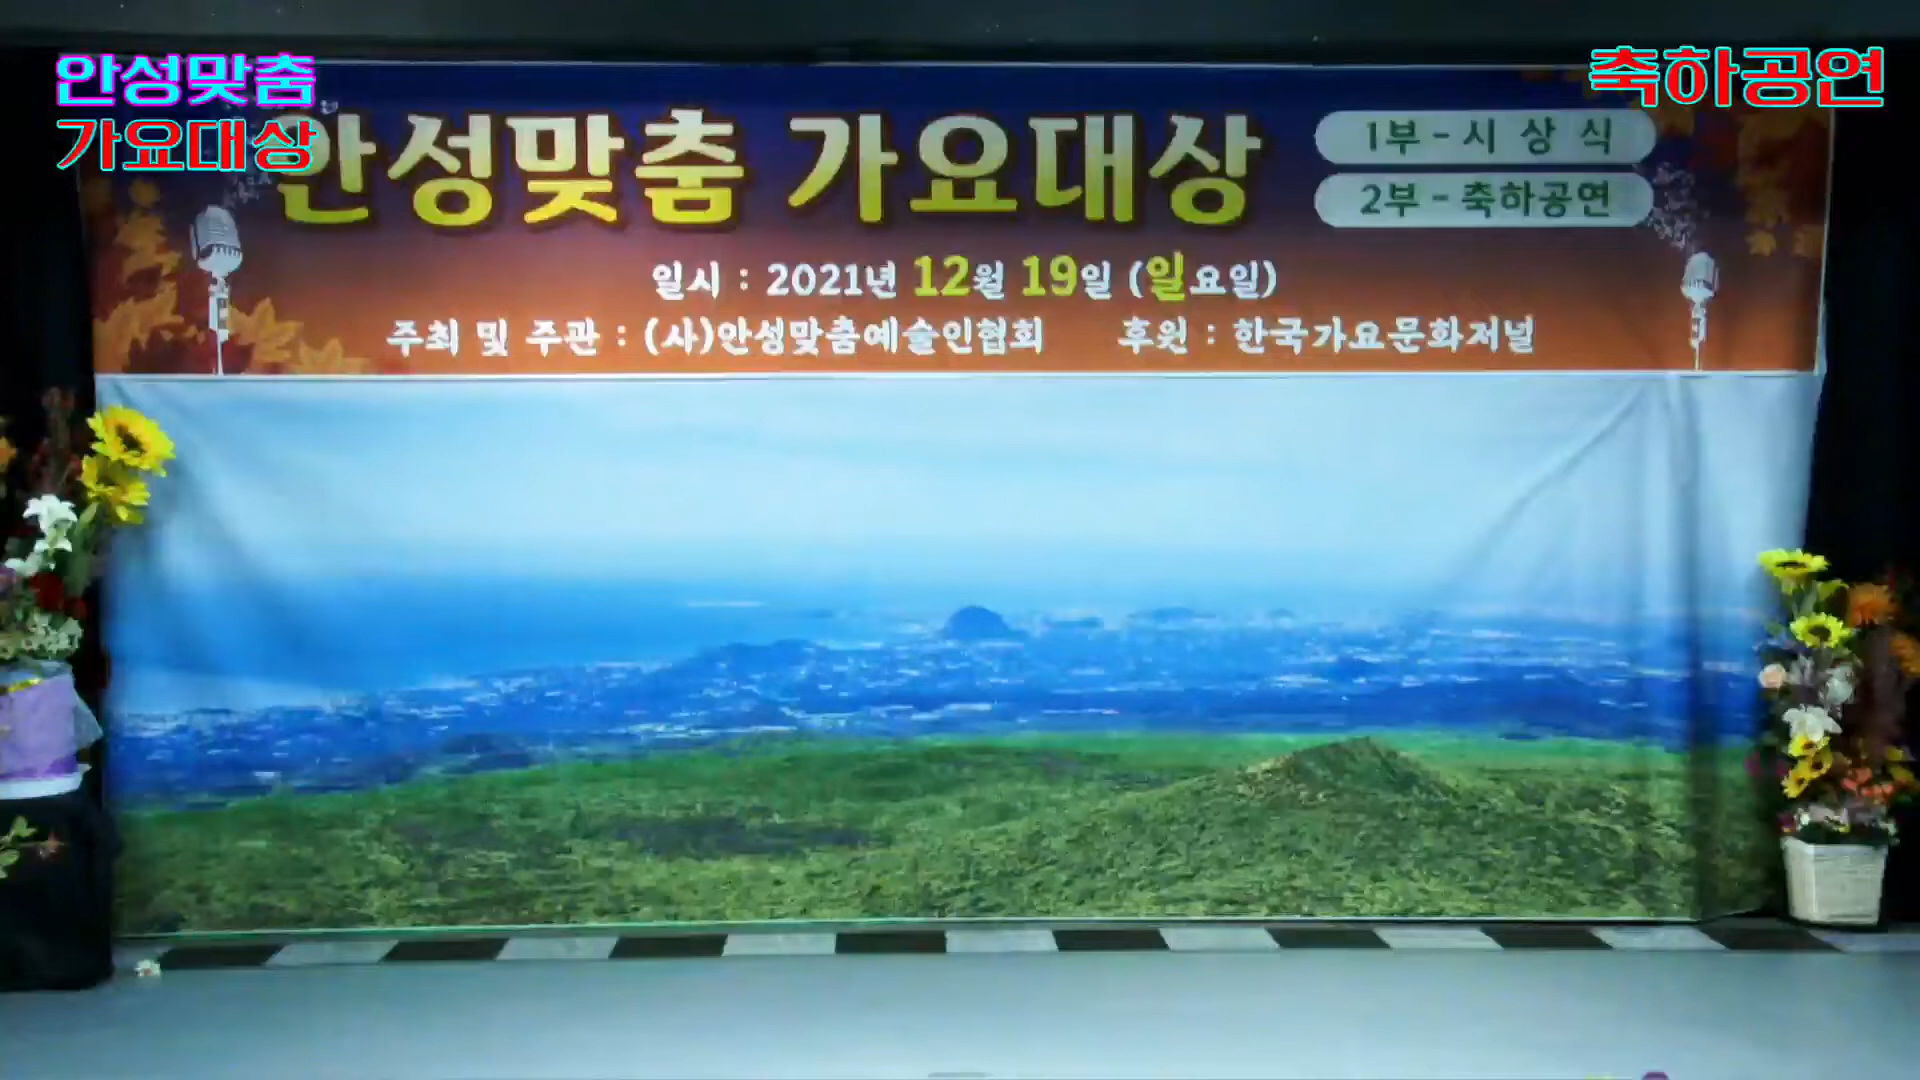 안성맞춤
가요대상
축하공연
안성맞춤 가요대상
1부 - 시 상 식
2부 - 축하공연
일시 : 2021년 12월 19일 (일요일)
주최 및 주관 : (사)안성맞춤예술인협회 후원 : 한국가요문화저널